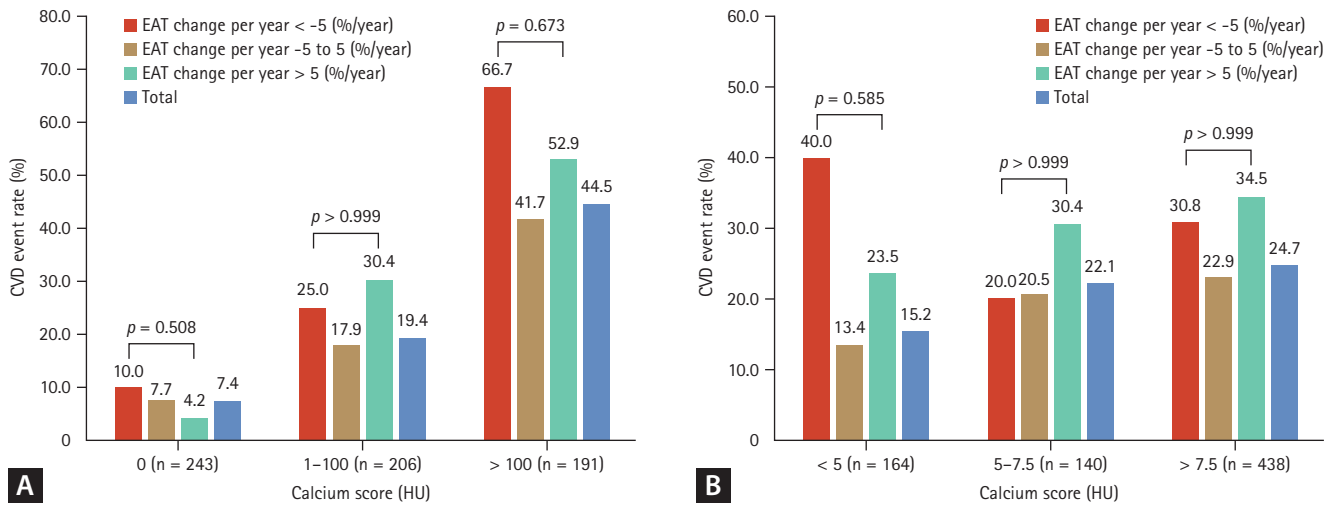 80.0
70.0
60.0
50.0
40.0
30.0
20.0
10.0
0
CVD event rate (%)
EAT change per year < -5 (%/year)
EAT change per year -5 to 5 (%/year)
EAT change per year > 5 (%/year)
Total
p = 0.508
10.0
7.7
4.2
7.4
p > 0.999
25.0
17.9
30.4
19.4
p = 0.673
66.7
41.7
52.9
44.5
0 (n = 243)
1–100 (n = 206)
> 100 (n = 191)
Calcium score (HU)
A
60.0
50.0
40.0
30.0
20.0
10.0
0
CVD event rate (%)
EAT change per year < -5 (%/year)
EAT change per year -5 to 5 (%/year)
EAT change per year > 5 (%/year)
Total
p = 0.585
40.0
13.4
23.5
15.2
p > 0.999
20.0
20.5
30.4
22.1
p > 0.999
30.8
22.9
34.5
24.7
< 5 (n = 164)
5–7.5 (n = 140)
> 7.5 (n = 438)
Calcium score (HU)
B